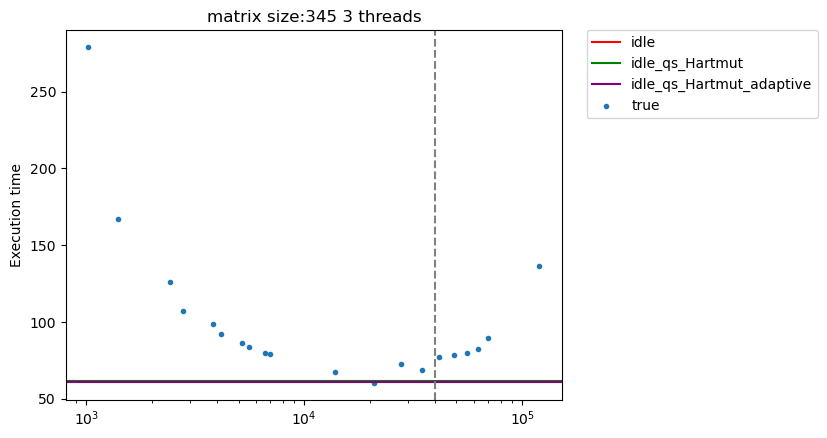 matrix size:345 3 threads
Execution time
250
200
150
100
50
10³
10⁴
10⁵
idle
idle_qs_Hartmut
idle_qs_Hartmut_adaptive
true